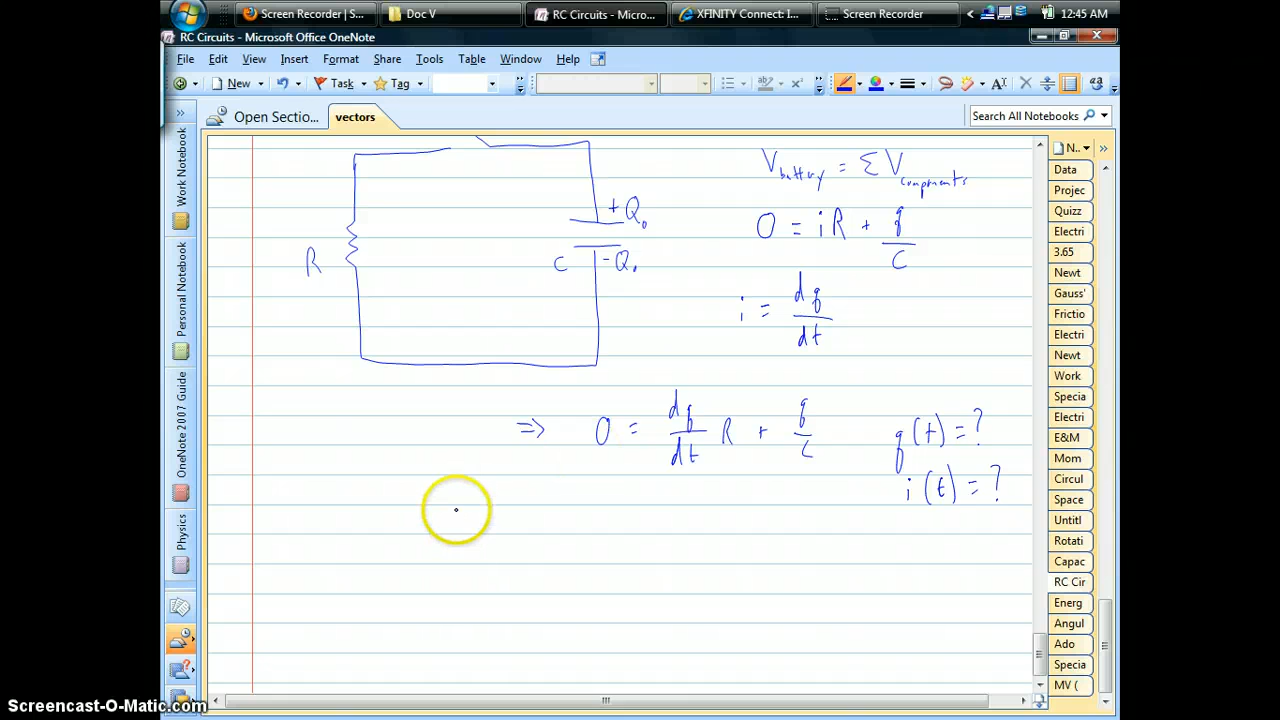 Screen Recorder | S...
Doc V
RC Circuits - Micro...
XFINITY Connect: I...
Screen Recorder
12:45 AM
RC Circuits - Microsoft Office OneNote
File Edit View Insert Format Share Tools Table Window Help
New Task Tag
Open Sectio... vectors Search All Notebooks
Work Notebook
Personal Notebook
OneNote 2007 Guide
Physics
V battery = Σ V components
+Q₀
0 = iR + q/C
R
C -Q₀
i = dq/dt
⇒ 0 = dq/dt R + q/C
q(t) = ?
i(t) = ?
N...
Data
Projec
Quizz
Electri
3.65
Newt
Gauss'
Frictio
Electri
Newt
Work
Specia
Electri
E&M
Mom
Circul
Space
Untitl
Rotati
Capac
RC Cir
Energ
Angul
Ado
Specia
MV (
Screencast-O-Matic.com